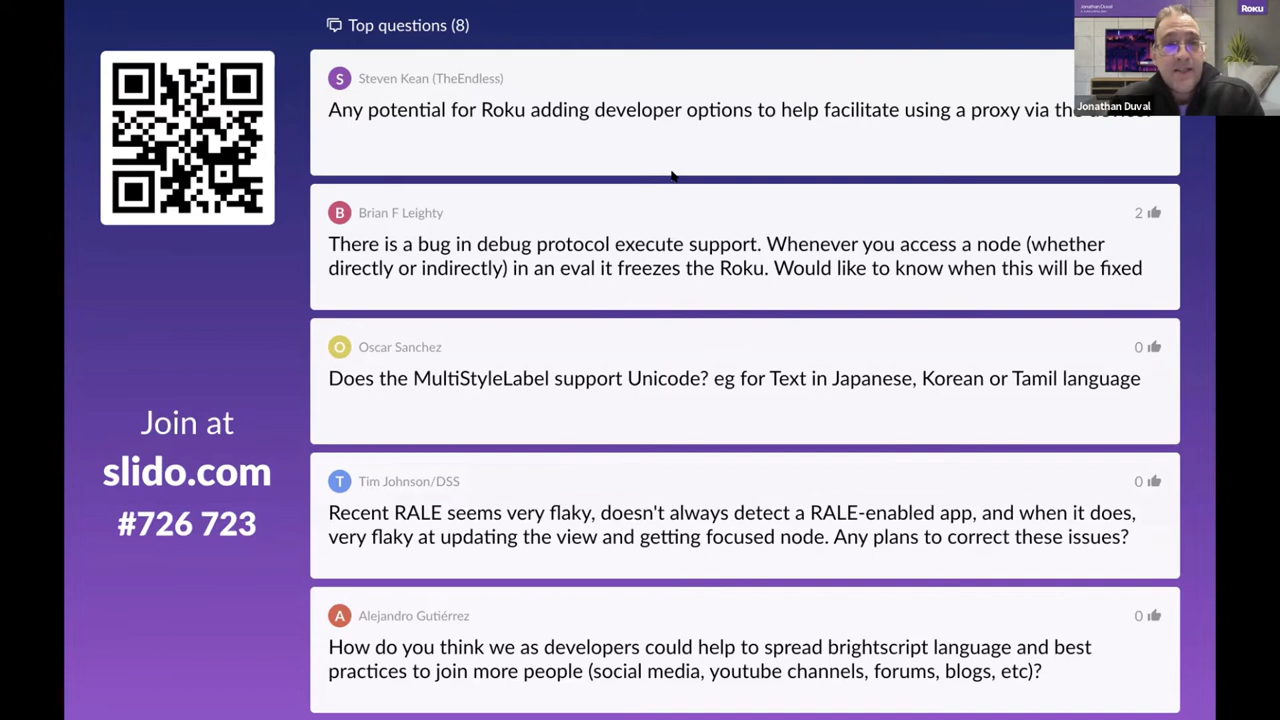 Top questions (8)
S
Steven Kean (TheEndless)
Any potential for Roku adding developer options to help facilitate using a proxy via the
B
Brian F Leighty
2
There is a bug in debug protocol execute support. Whenever you access a node (whether
directly or indirectly) in an eval it freezes the Roku. Would like to know when this will be fixed
O
Oscar Sanchez
0
Does the MultiStyleLabel support Unicode? eg for Text in Japanese, Korean or Tamil language
T
Tim Johnson/DSS
0
Recent RALE seems very flaky, doesn't always detect a RALE-enabled app, and when it does,
very flaky at updating the view and getting focused node. Any plans to correct these issues?
A
Alejandro Gutiérrez
0
How do you think we as developers could help to spread brightscript language and best
practices to join more people (social media, youtube channels, forums, blogs, etc)?
Join at
slido.com
#726 723
Jonathan Duval
Roku
Jonathan Duval